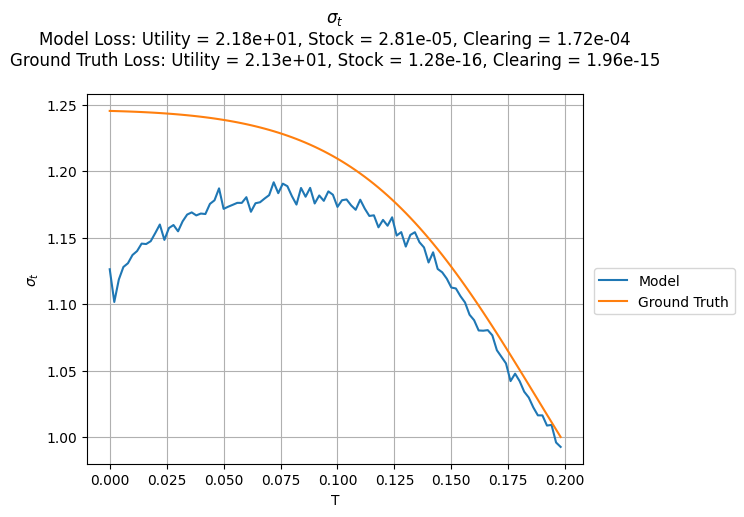 σt
Model Loss: Utility = 2.18e+01, Stock = 2.81e-05, Clearing = 1.72e-04
Ground Truth Loss: Utility = 2.13e+01, Stock = 1.28e-16, Clearing = 1.96e-15
1.25
1.20
1.15
1.10
1.05
1.00
σt
0.000 0.025 0.050 0.075 0.100 0.125 0.150 0.175 0.200
T
Model
Ground Truth